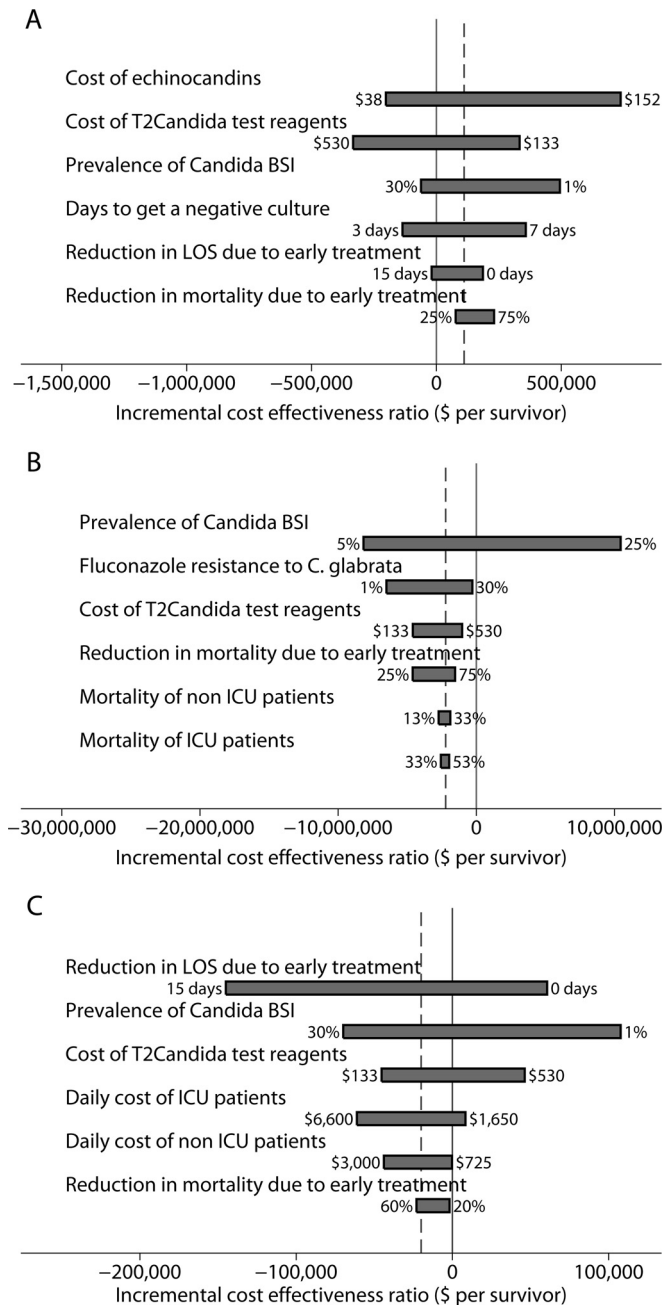 A
Cost of echinocandins
$38 $152
Cost of T2Candida test reagents
$530 $133
Prevalence of Candida BSI
30% 1%
Days to get a negative culture
3 days 7 days
Reduction in LOS due to early treatment
15 days 0 days
Reduction in mortality due to early treatment
25% 75%
−1,500,000 −1,000,000 −500,000 0 500,000
Incremental cost effectiveness ratio ($ per survivor)
B
Prevalence of Candida BSI
5% 25%
Fluconazole resistance to C. glabrata
1% 30%
Cost of T2Candida test reagents
$133 $530
Reduction in mortality due to early treatment
25% 75%
Mortality of non ICU patients
13% 33%
Mortality of ICU patients
33% 53%
−30,000,000 −20,000,000 −10,000,000 0 10,000,000
Incremental cost effectiveness ratio ($ per survivor)
C
Reduction in LOS due to early treatment
15 days 0 days
Prevalence of Candida BSI
30% 1%
Cost of T2Candida test reagents
$133 $530
Daily cost of ICU patients
$6,600 $1,650
Daily cost of non ICU patients
$3,000 $725
Reduction in mortality due to early treatment
60% 20%
−200,000 −100,000 0 100,000
Incremental cost effectiveness ratio ($ per survivor)